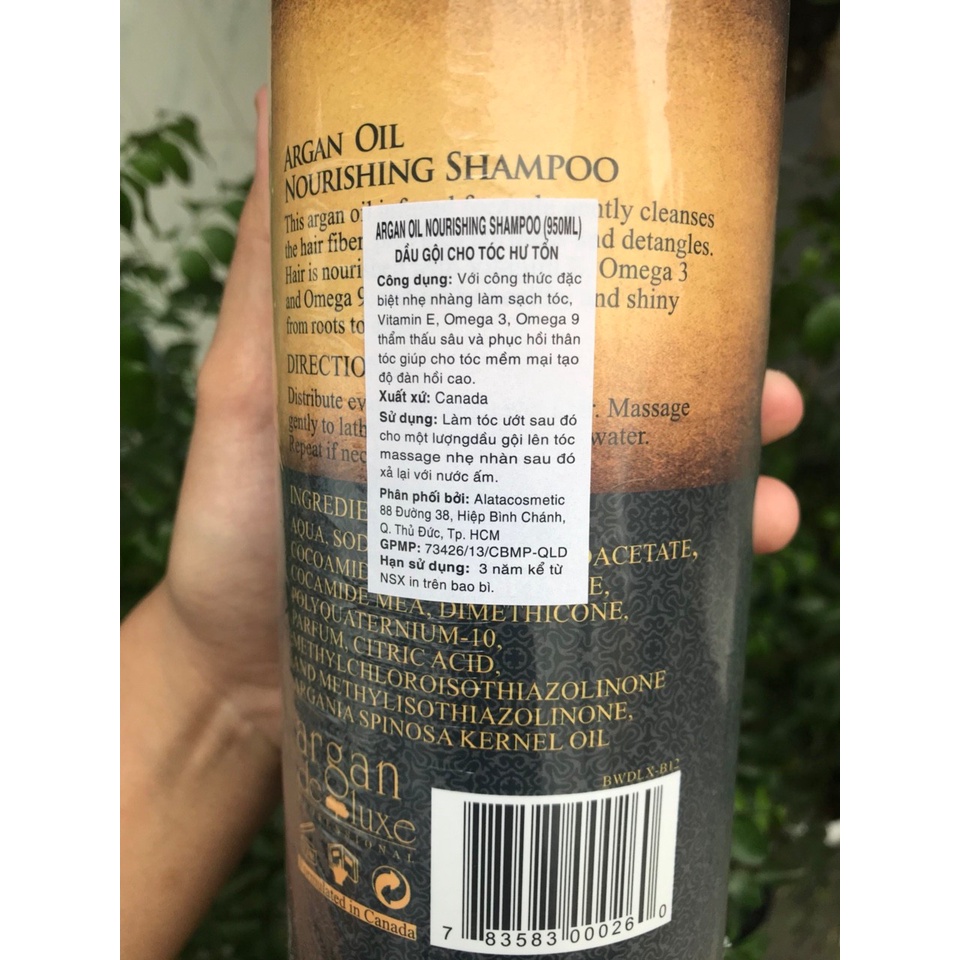 ARGAN OIL
NOURISHING SHAMPOO
This argan oil ntly cleanses
the hair fiber nd detangles.
Hair is nouri Omega 3
and Omega 9 nd shiny
from roots to
DIRECTIO
Distribute ev r. Massage
gently to lath water.
Repeat if nec
INGREDIE
AQUA, SOD OACETATE,
COCOAMID E,
COCAMIDE MEA, DIMETHICONE,
POLYQUATERNIUM-10,
PARFUM, CITRIC ACID,
METHYLCHLOROISOTHIAZOLINONE
AND METHYLISOTHIAZOLINONE,
ARGANIA SPINOSA KERNEL OIL
ARGAN OIL NOURISHING SHAMPOO (950ML)
DẦU GỘI CHO TÓC HƯ TỔN
Công dụng: Với công thức đặc
biệt nhẹ nhàng làm sạch tóc,
Vitamin E, Omega 3, Omega 9
thẩm thấu sâu và phục hồi thân
tóc giúp cho tóc mềm mại tạo
độ đàn hồi cao.
Xuất xứ: Canada
Sử dụng: Làm tóc ướt sau đó
cho một lượngdầu gội lên tóc
massage nhẹ nhàn sau đó
xả lại với nước ấm.
Phân phối bởi: Alatacosmetic
88 Đường 38, Hiệp Bình Chánh,
Q. Thủ Đức, Tp. HCM
GPMP: 73426/13/CBMP-QLD
Hạn sử dụng: 3 năm kể từ
NSX in trên bao bì.
BWDLX-B12
argan
deluxe
in Canada
7 83583 00026 0